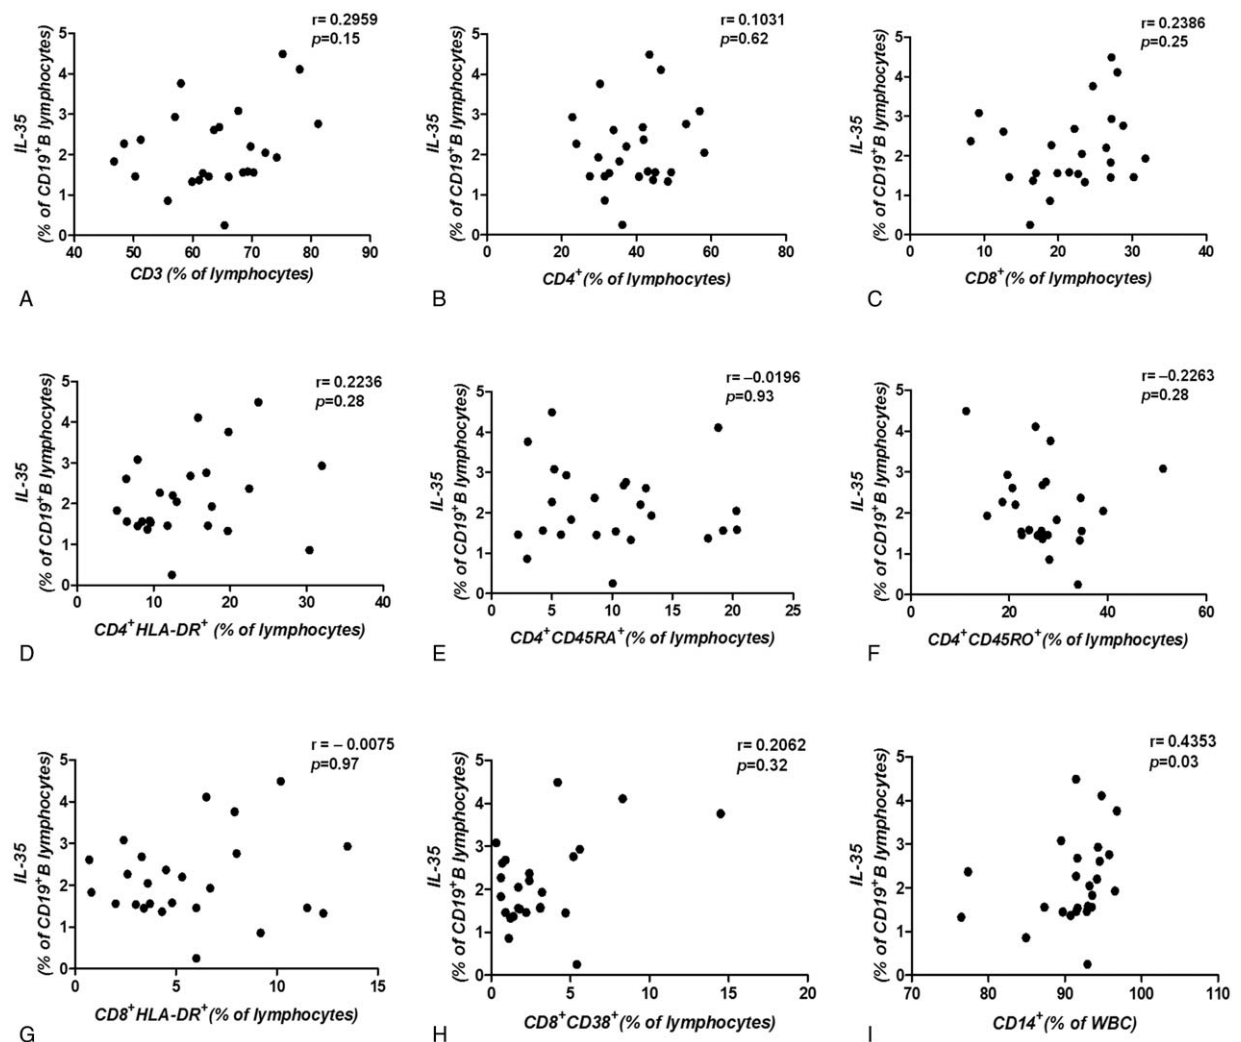 r= 0.2959
p=0.15
5
4
3
2
1
0
IL-35
(% of CD19⁺B lymphocytes)
40 50 60 70 80 90
CD3 (% of lymphocytes)
A
r= 0.1031
p=0.62
5
4
3
2
1
0
IL-35
(% of CD19⁺B lymphocytes)
0 20 40 60 80
CD4⁺ (% of lymphocytes)
B
r= 0.2386
p=0.25
5
4
3
2
1
0
IL-35
(% of CD19⁺B lymphocytes)
0 10 20 30 40
CD8⁺ (% of lymphocytes)
C
r= 0.2236
p=0.28
5
4
3
2
1
0
IL-35
(% of CD19⁺B lymphocytes)
0 10 20 30 40
CD4⁺HLA-DR⁺ (% of lymphocytes)
D
r= –0.0196
p=0.93
5
4
3
2
1
0
IL-35
(% of CD19⁺B lymphocytes)
0 5 10 15 20 25
CD4⁺CD45RA⁺(% of lymphocytes)
E
r= –0.2263
p=0.28
5
4
3
2
1
0
IL-35
(% of CD19⁺B lymphocytes)
0 20 40 60
CD4⁺CD45RO⁺(% of lymphocytes)
F
r = – 0.0075
p=0.97
5
4
3
2
1
0
IL-35
(% of CD19⁺B lymphocytes)
0 5 10 15
CD8⁺HLA-DR⁺(% of lymphocytes)
G
r= 0.2062
p=0.32
5
4
3
2
1
0
IL-35
(% of CD19⁺B lymphocytes)
0 5 10 15 20
CD8⁺CD38⁺(% of lymphocytes)
H
r= 0.4353
p=0.03
5
4
3
2
1
0
IL-35
(% of CD19⁺B lymphocytes)
70 80 90 100 110
CD14⁺(% of WBC)
I